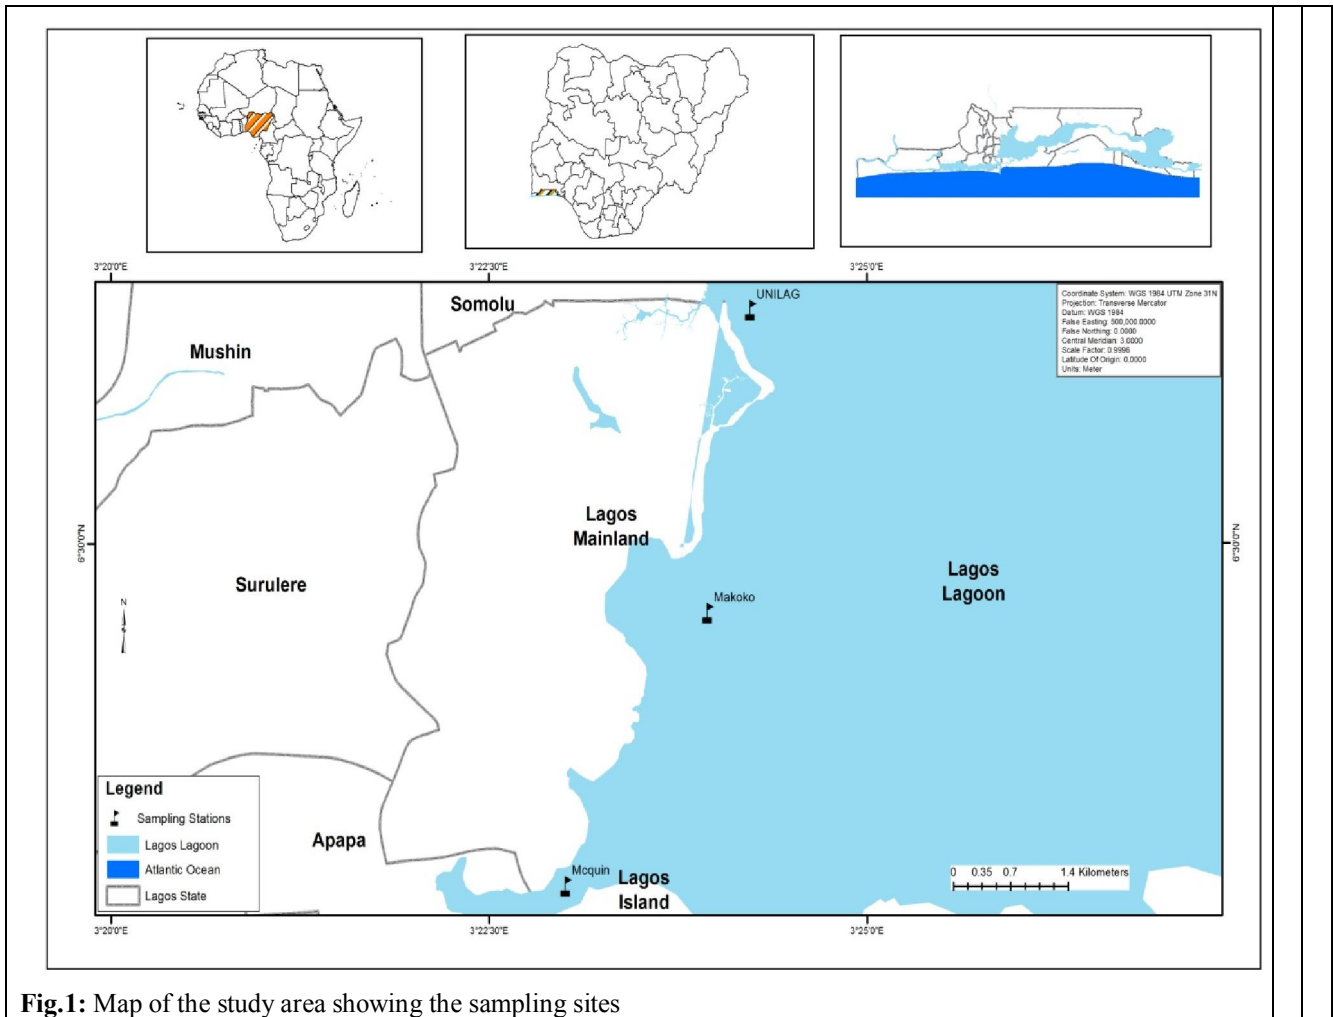 3°20'0"E
3°22'30"E
3°25'0"E
Somolu
UNILAG
Coordinate System: WGS 1984 UTM Zone 31N
Projection: Transverse Mercator
Datum: WGS 1984
False Easting: 500,000.0000
False Northing: 0.0000
Central Meridian: 3.0000
Scale Factor: 0.9996
Latitude Of Origin: 0.0000
Units: Meter
Mushin
Lagos
Mainland
6°30'0"N
6°30'0"N
Surulere
Lagos
Lagoon
N
Makoko
Legend
Sampling Stations
Lagos Lagoon
Atlantic Ocean
Lagos State
Apapa
Mcquin
Lagos
Island
0 0.35 0.7 1.4 Kilometers
3°20'0"E
3°22'30"E
3°25'0"E
Fig.1: Map of the study area showing the sampling sites